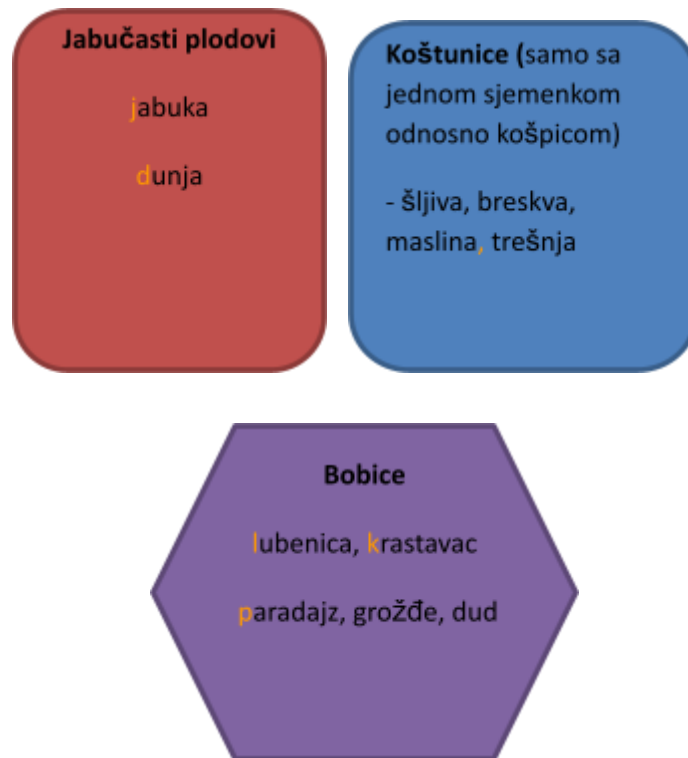 Jabučasti plodovi
jabuka
dunja
Koštunice (samo sa
jednom sjemenkom
odnosno košpicom)
- šljiva, breskva,
maslina, trešnja
Bobice
lubenica, krastavac
paradajz, grožđe, dud